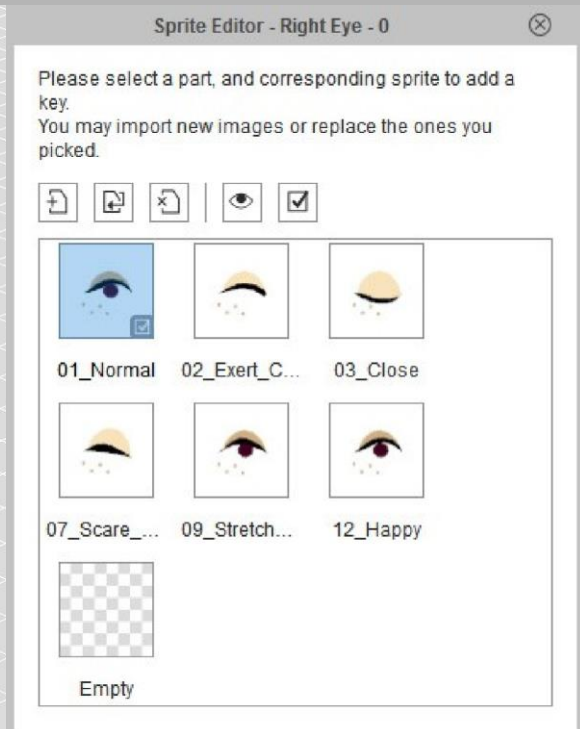 Sprite Editor - Right Eye - 0
Please select a part, and corresponding sprite to add a
key.
You may import new images or replace the ones you
picked.
01_Normal 02_Exert_C... 03_Close
07_Scare_... 09_Stretch... 12_Happy
Empty